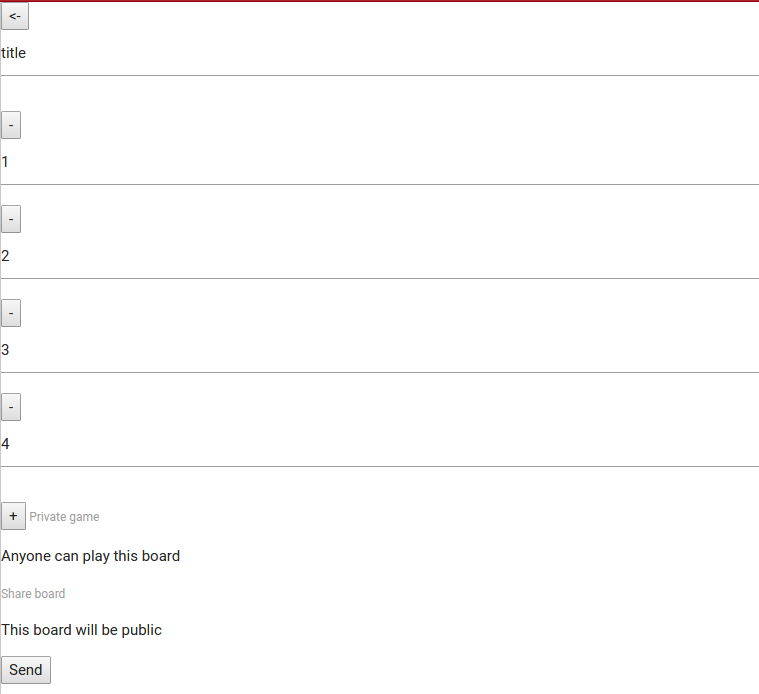 <-
title
-
1
-
2
-
3
-
4
+ Private game
Anyone can play this board
Share board
This board will be public
Send